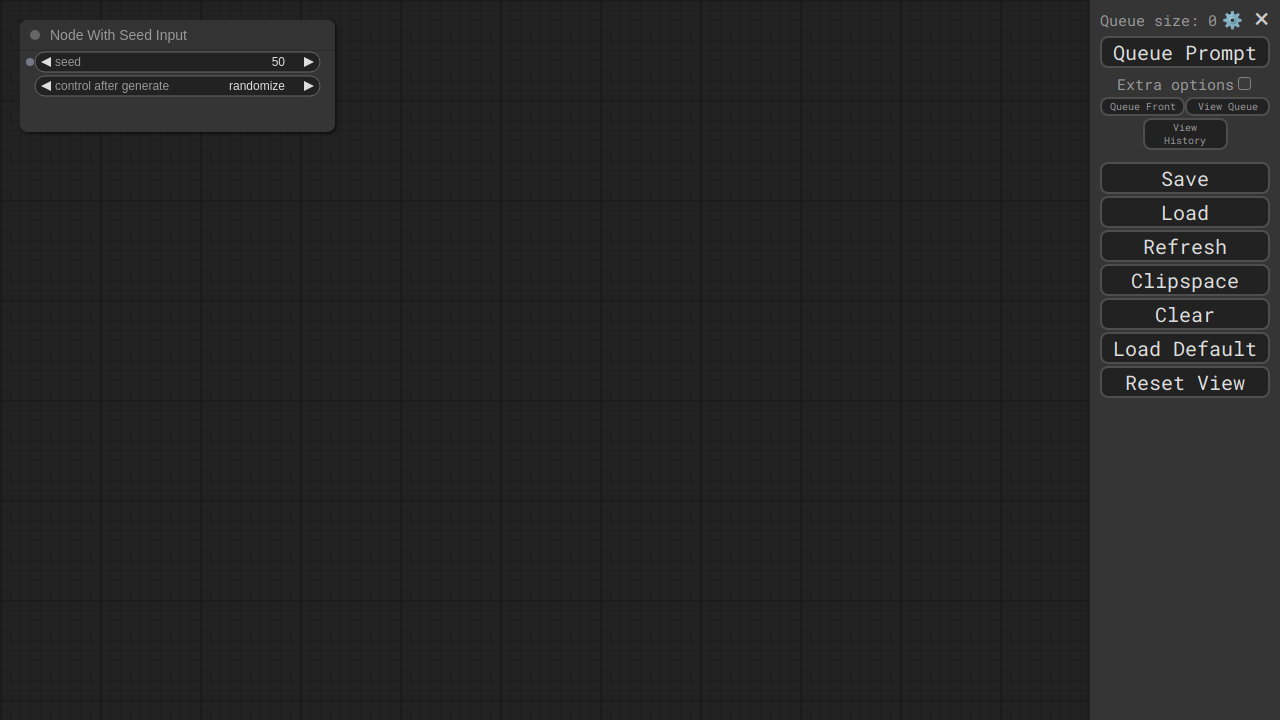 Node With Seed Input
seed 50
control after generate randomize
Queue size: 0
Queue Prompt
Extra options
Queue Front View Queue
View
History
Save
Load
Refresh
Clipspace
Clear
Load Default
Reset View